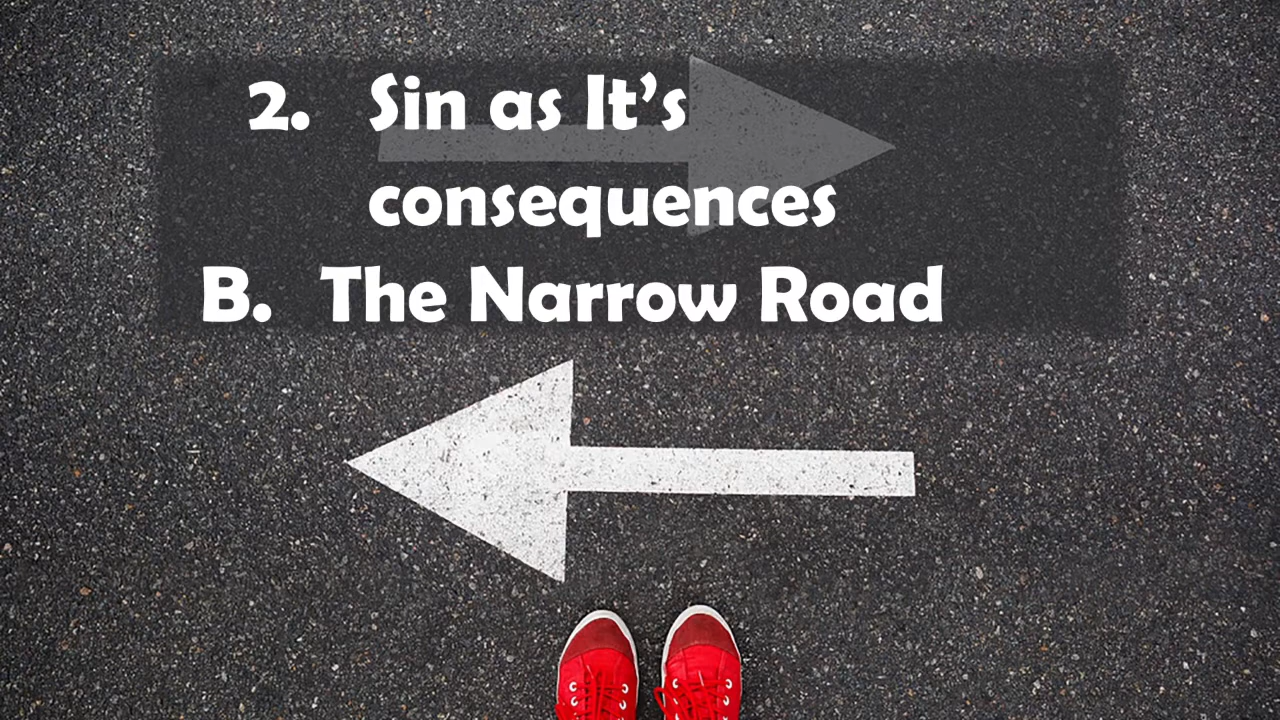 2. Sin as It’s
consequences
B. The Narrow Road